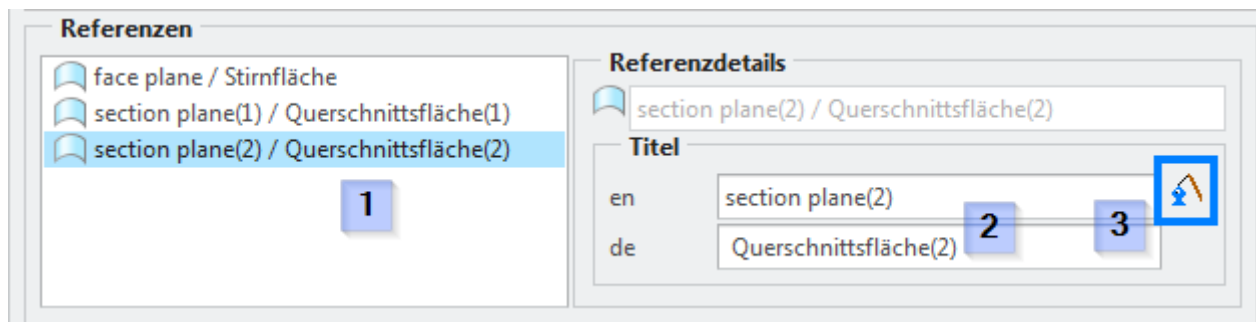 Referenzen
face plane / Stirnfläche
section plane(1) / Querschnittsfläche(1)
section plane(2) / Querschnittsfläche(2)
1
Referenzdetails
section plane(2) / Querschnittsfläche(2)
Titel
en section plane(2)
2 3
de Querschnittsfläche(2)